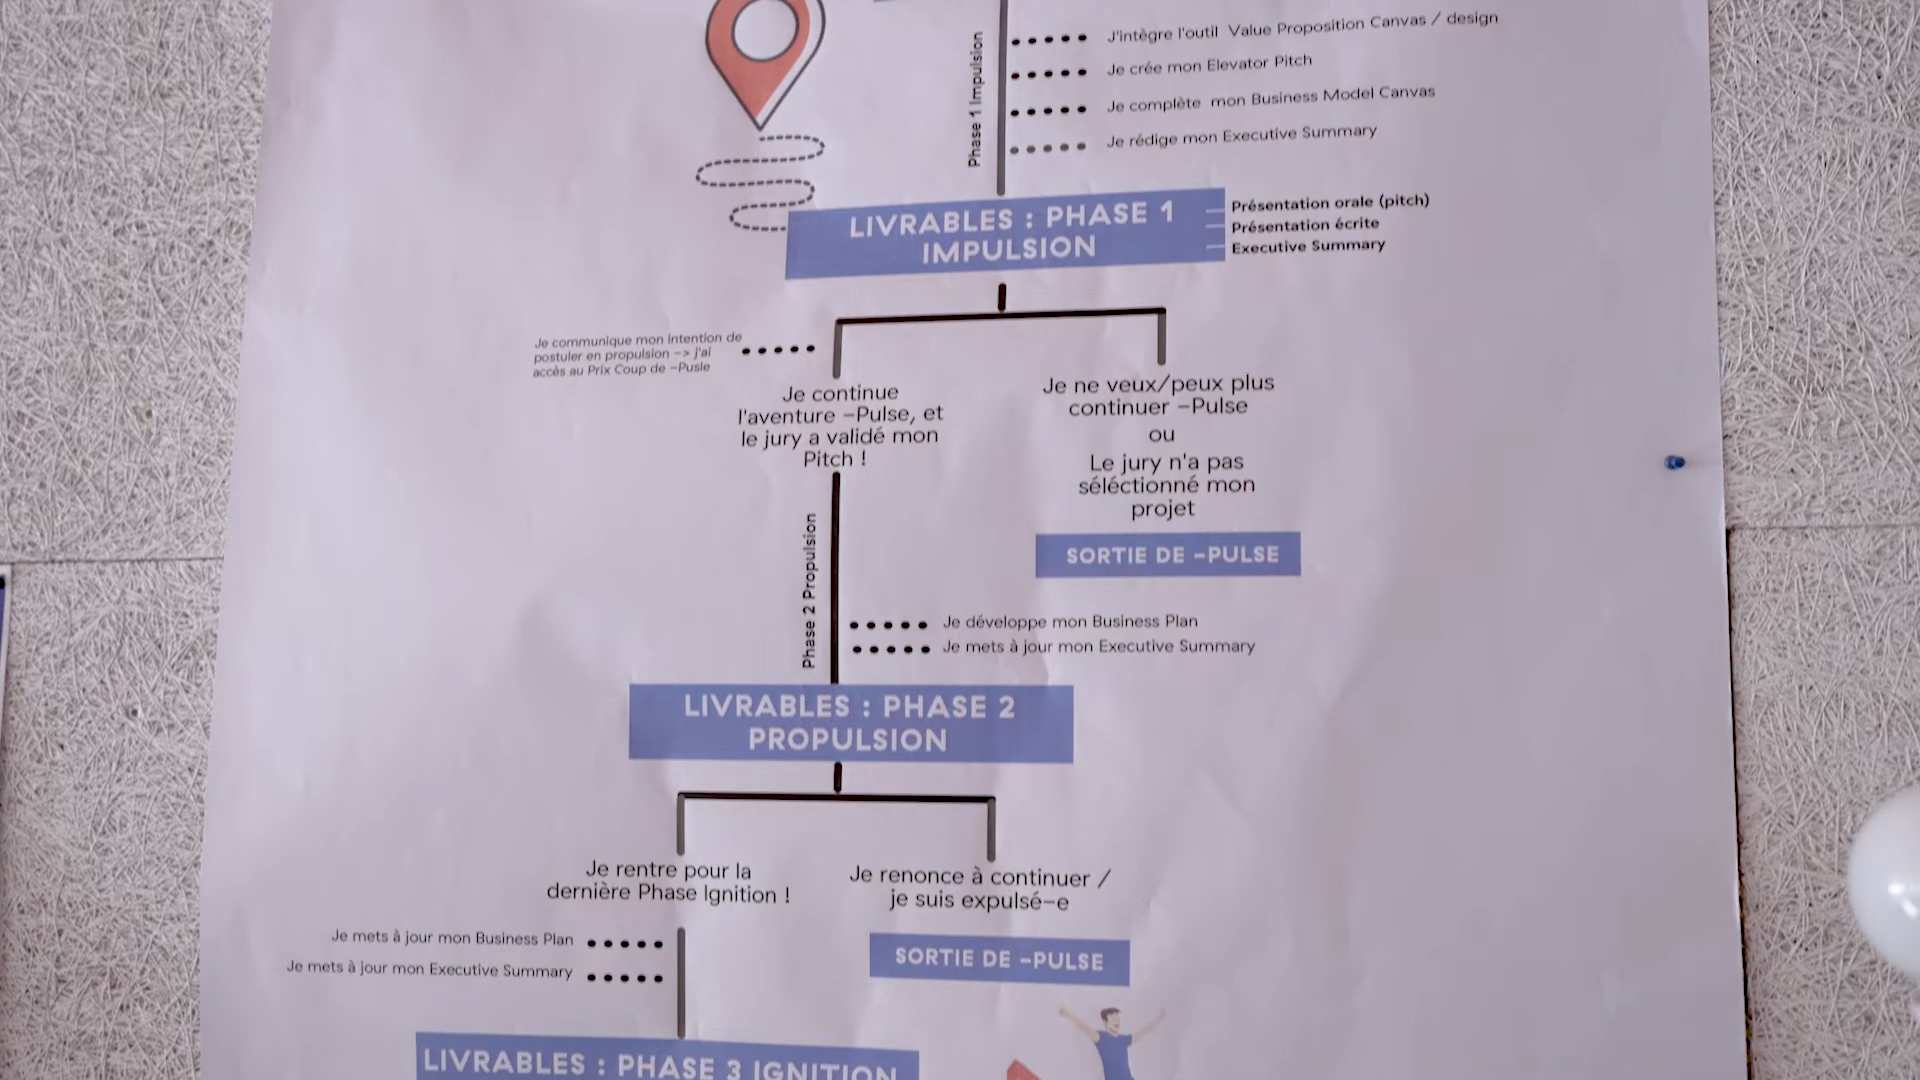 J'intègre l'outil Value Proposition Canvas / design
Je crée mon Elevator Pitch
Je complète mon Business Model Canvas
Je rédige mon Executive Summary
Phase 1 Impulsion
LIVRABLES : PHASE 1
IMPULSION
Présentation orale (pitch)
Présentation écrite
Executive Summary
Je communique mon intention de
postuler en propulsion -> j'ai
accès au Prix Coup de -Pusle
Je continue
l'aventure -Pulse, et
le jury a validé mon
Pitch !
Je ne veux/peux plus
continuer -Pulse
ou
Le jury n'a pas
séléctionné mon
projet
SORTIE DE -PULSE
Phase 2 Propulsion
Je développe mon Business Plan
Je mets à jour mon Executive Summary
LIVRABLES : PHASE 2
PROPULSION
Je rentre pour la
dernière Phase Ignition !
Je renonce à continuer /
je suis expulsé-e
SORTIE DE -PULSE
Je mets à jour mon Business Plan
Je mets à jour mon Executive Summary
LIVRABLES : PHASE 3 IGNITION